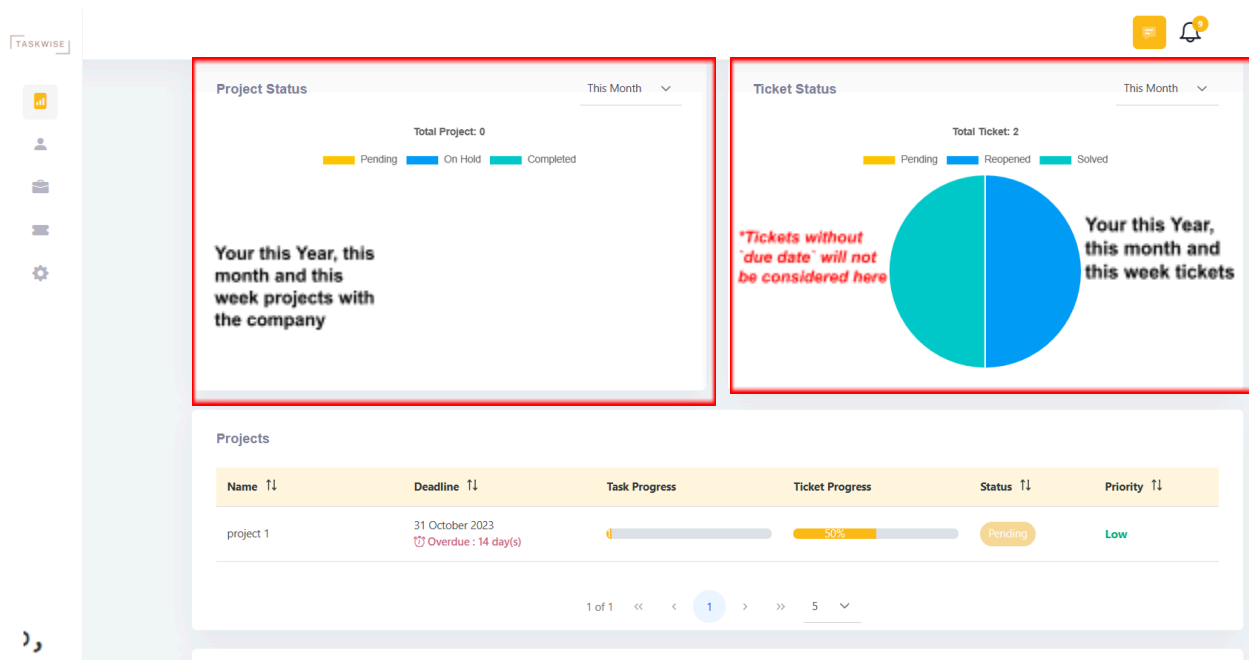 TASKWISE
9
Project Status
This Month
Total Project: 0
Pending On Hold Completed
Your this Year, this
month and this
week projects with
the company
Ticket Status
This Month
Total Ticket: 2
Pending Reopened Solved
*Tickets without
`due date` will not
be considered here
Your this Year,
this month and
this week tickets
Projects
Name Deadline Task Progress Ticket Progress Status Priority
project 1 31 October 2023 50% Pending Low
Overdue : 14 day(s)
1 of 1 << < 1 > >> 5